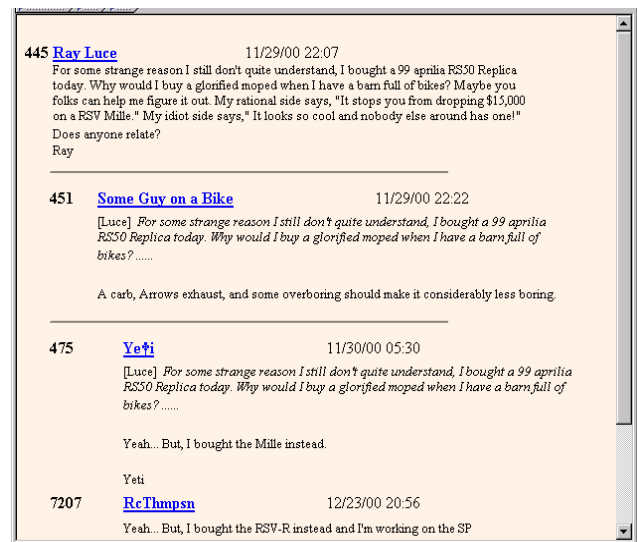 445 Ray Luce 11/29/00 22:07
For some strange reason I still don't quite understand, I bought a 99 aprilia RS50 Replica
today. Why would I buy a glorified moped when I have a barn full of bikes? Maybe you
folks can help me figure it out. My rational side says, "It stops you from dropping $15,000
on a RSV Mille." My idiot side says," It looks so cool and nobody else around has one!"
Does anyone relate?
Ray
451 Some Guy on a Bike 11/29/00 22:22
[Luce] For some strange reason I still don't quite understand, I bought a 99 aprilia
RS50 Replica today. Why would I buy a glorified moped when I have a barn full of
bikes? ......
A carb, Arrows exhaust, and some overboring should make it considerably less boring.
475 Ye†i 11/30/00 05:30
[Luce] For some strange reason I still don't quite understand, I bought a 99 aprilia
RS50 Replica today. Why would I buy a glorified moped when I have a barn full of
bikes? ......
Yeah... But, I bought the Mille instead.
Yeti
7207 RcThmpsn 12/23/00 20:56
Yeah... But, I bought the RSV-R instead and I'm working on the SP